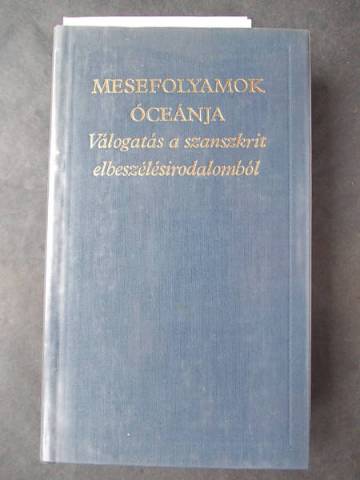 MESEFOLYAMOK
ÓCEÁNJA
Válogatás a szanszkrit
elbeszélésirodalomból